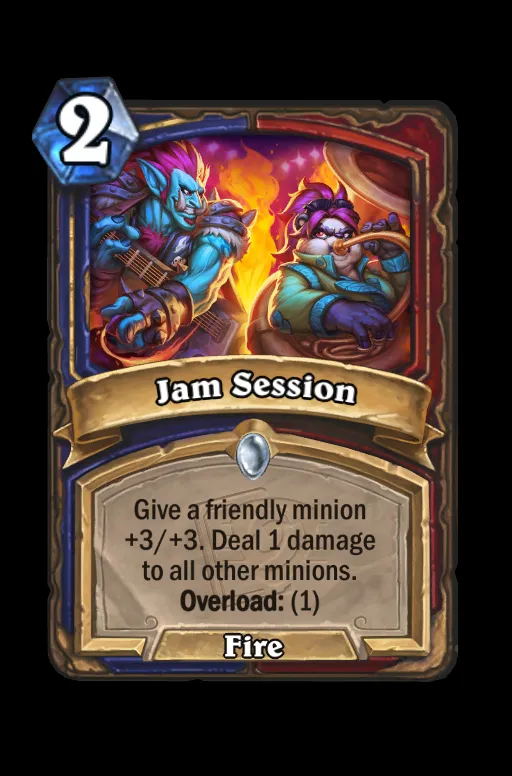 2
Jam Session
Give a friendly minion
+3/+3. Deal 1 damage
to all other minions.
Overload: (1)
Fire